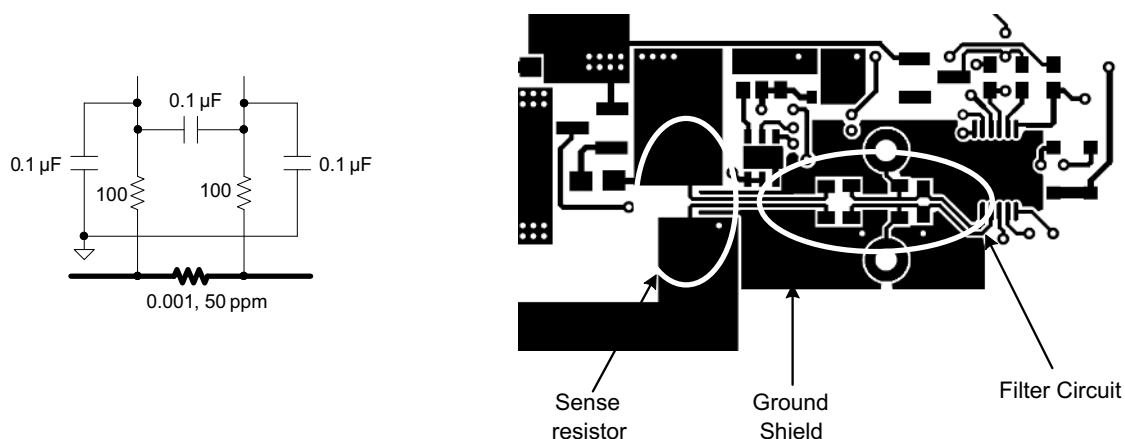 0.1 µF
0.1 µF
0.1 µF
100
100
0.001, 50 ppm
Sense
resistor
Ground
Shield
Filter Circuit